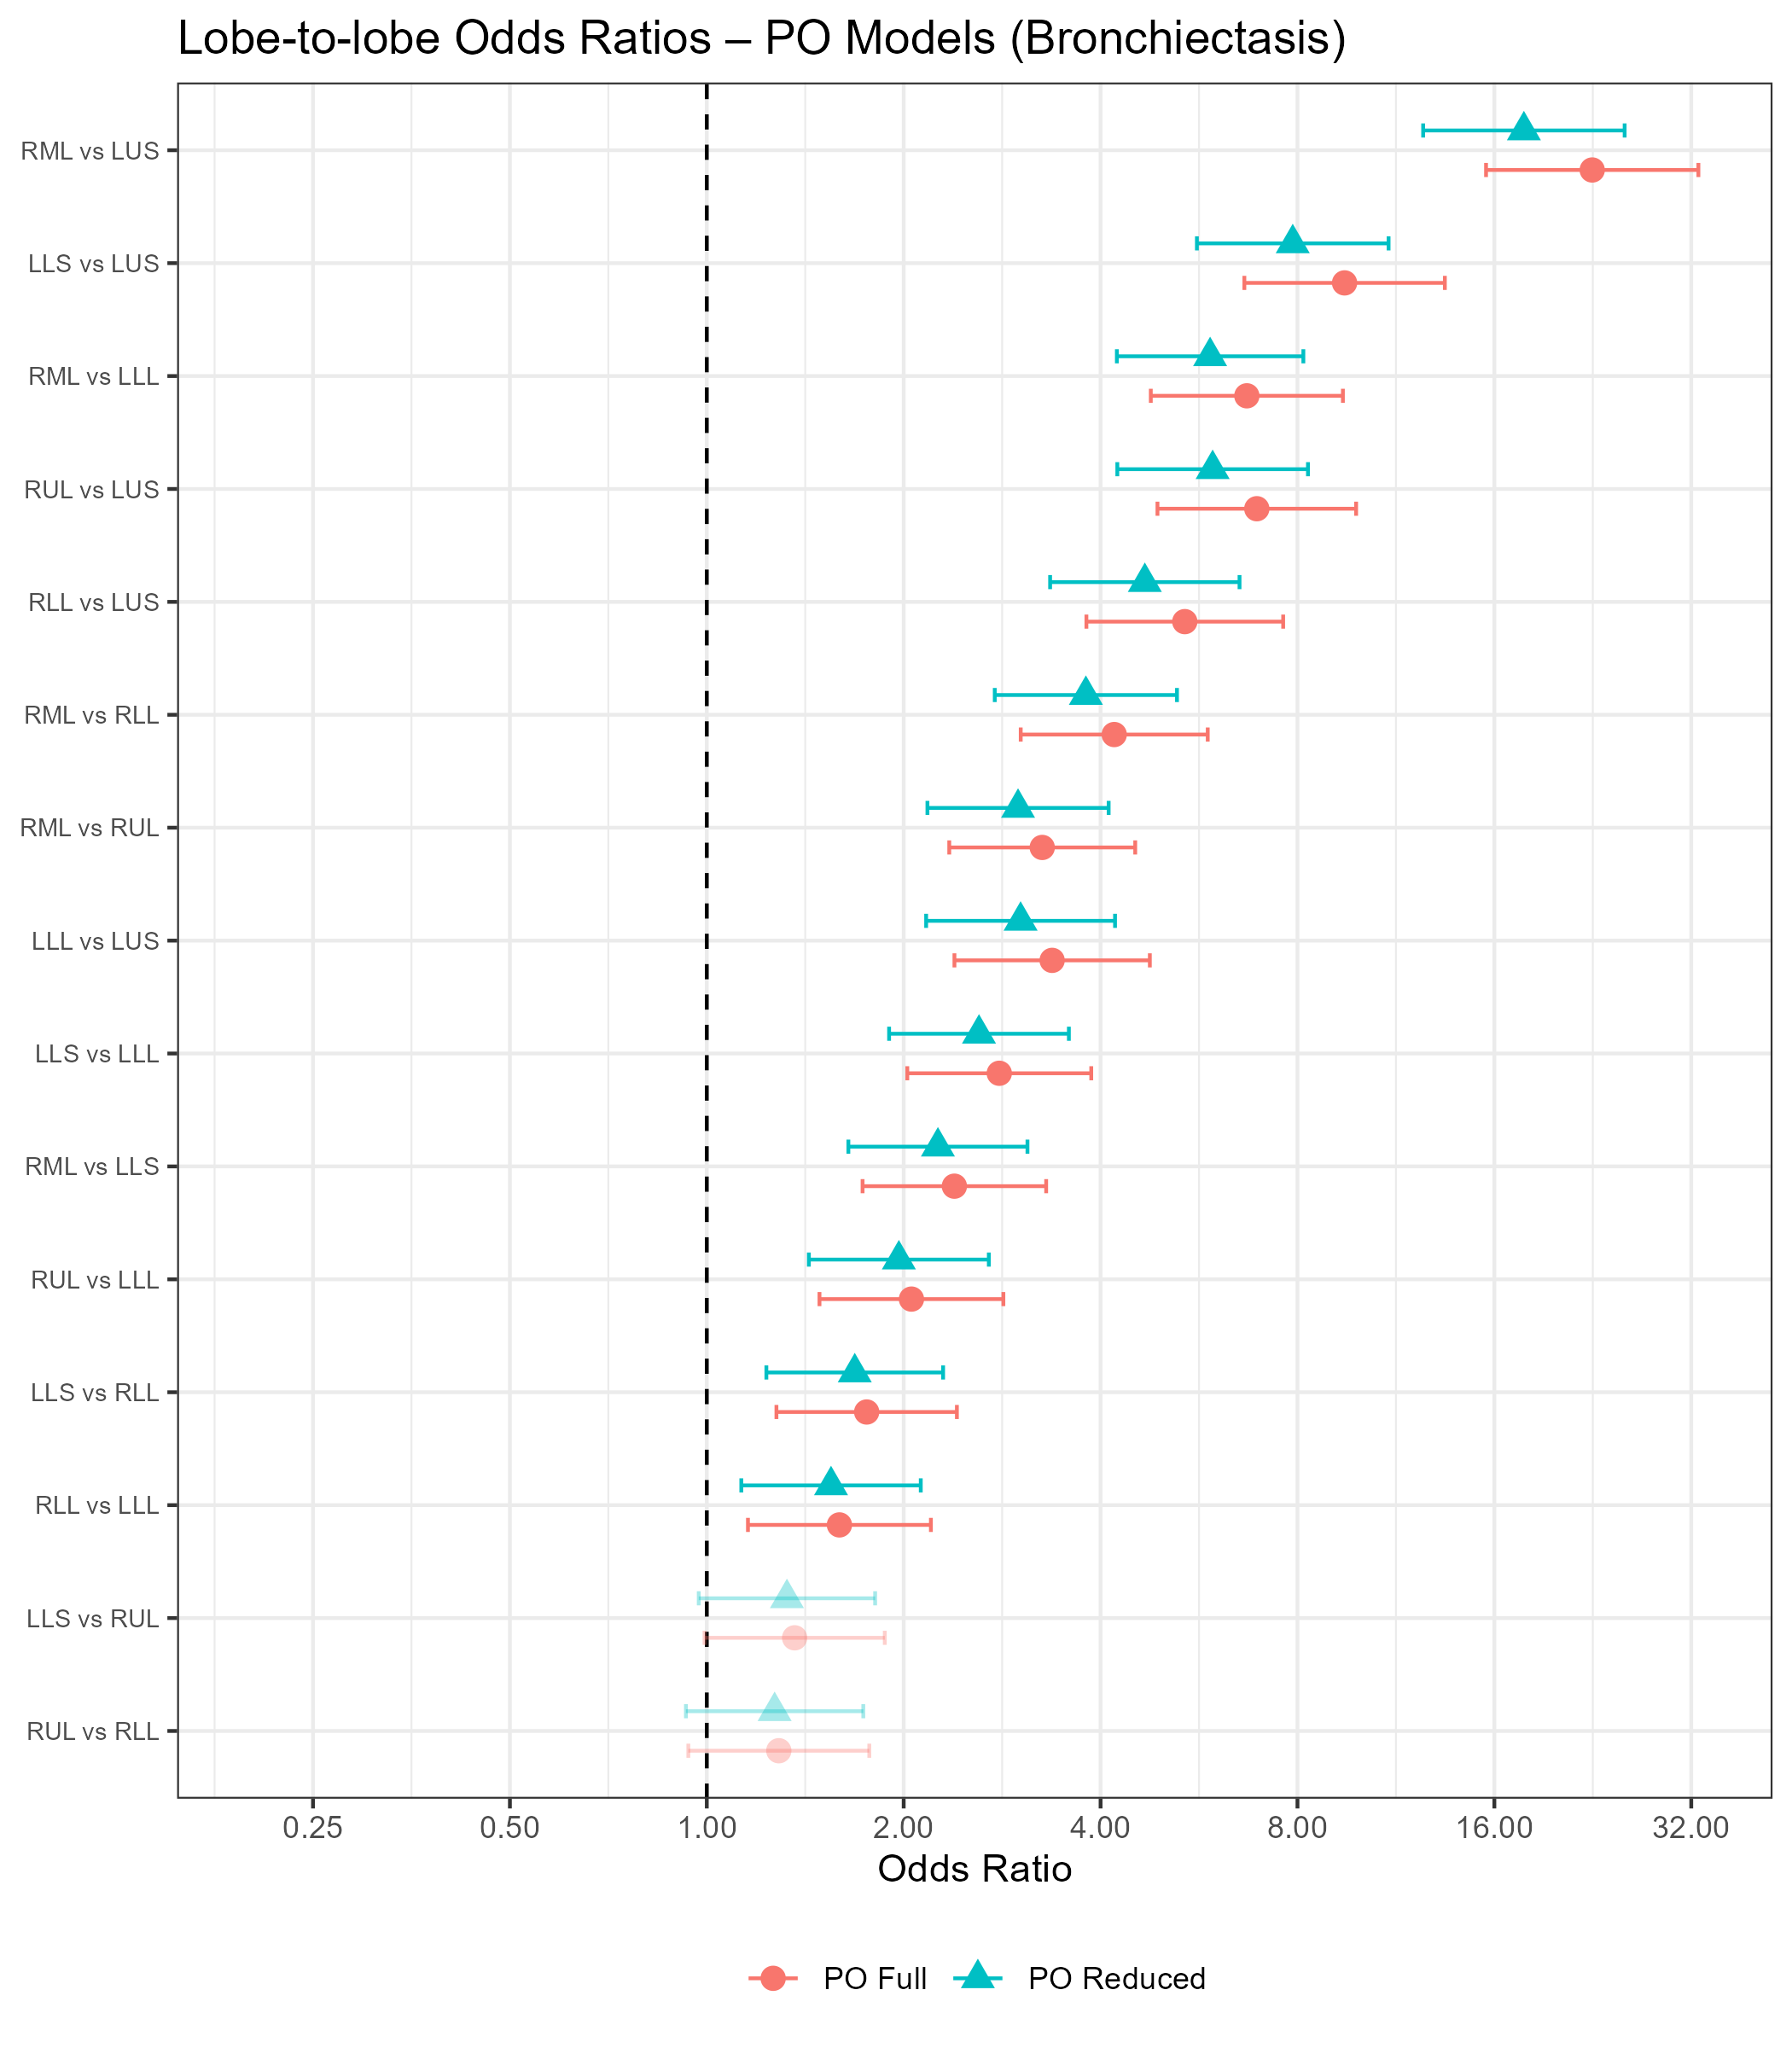 Lobe-to-lobe Odds Ratios – PO Models (Bronchiectasis)
RML vs LUS
LLS vs LUS
RML vs LLL
RUL vs LUS
RLL vs LUS
RML vs RLL
RML vs RUL
LLL vs LUS
LLS vs LLL
RML vs LLS
RUL vs LLL
LLS vs RLL
RLL vs LLL
LLS vs RUL
RUL vs RLL
0.25 0.50 1.00 2.00 4.00 8.00 16.00 32.00
Odds Ratio
PO Full PO Reduced